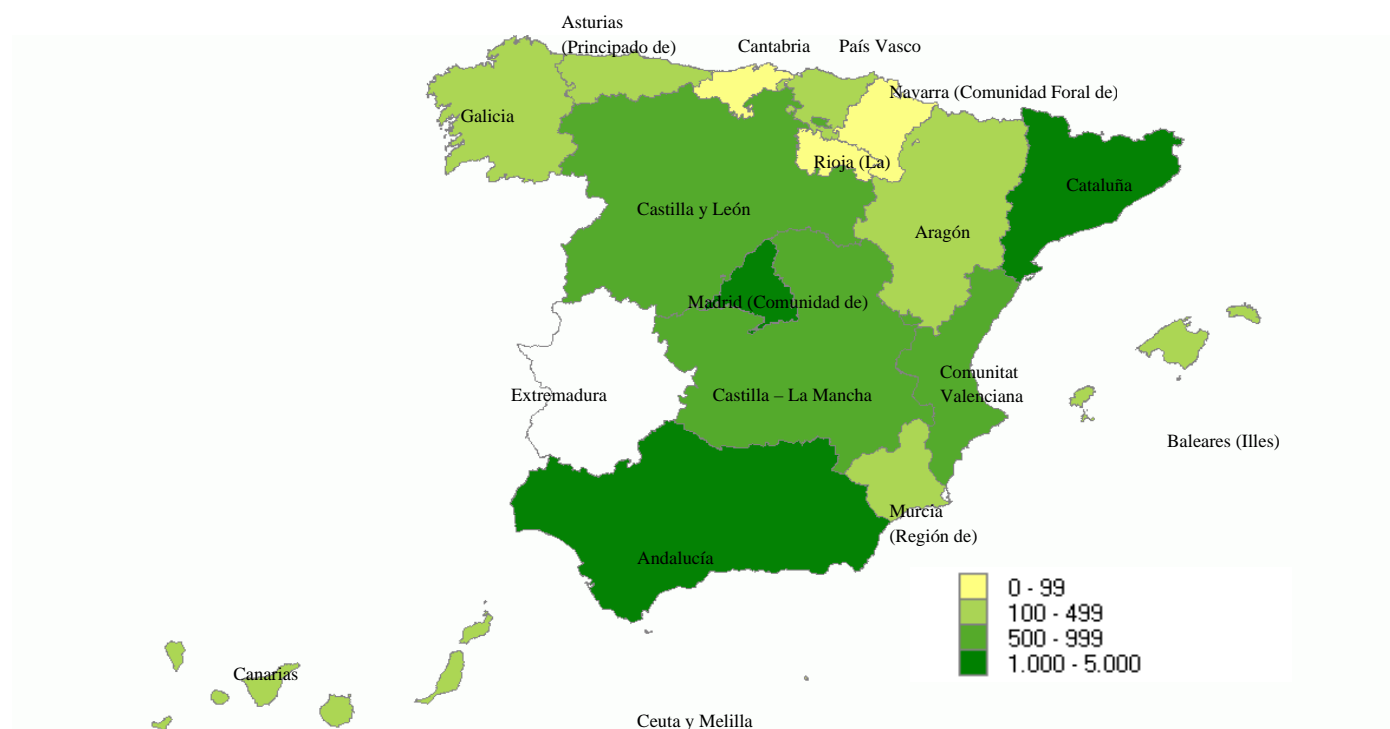 Asturias
(Principado de)
Cantabria
País Vasco
Navarra (Comunidad Foral de)
Galicia
Rioja (La)
Cataluña
Castilla y León
Aragón
Madrid (Comunidad de)
Comunitat
Valenciana
Extremadura
Castilla – La Mancha
Baleares (Illes)
Murcia
(Región de)
Andalucía
0 - 99
100 - 499
500 - 999
1.000 - 5.000
Canarias
Ceuta y Melilla